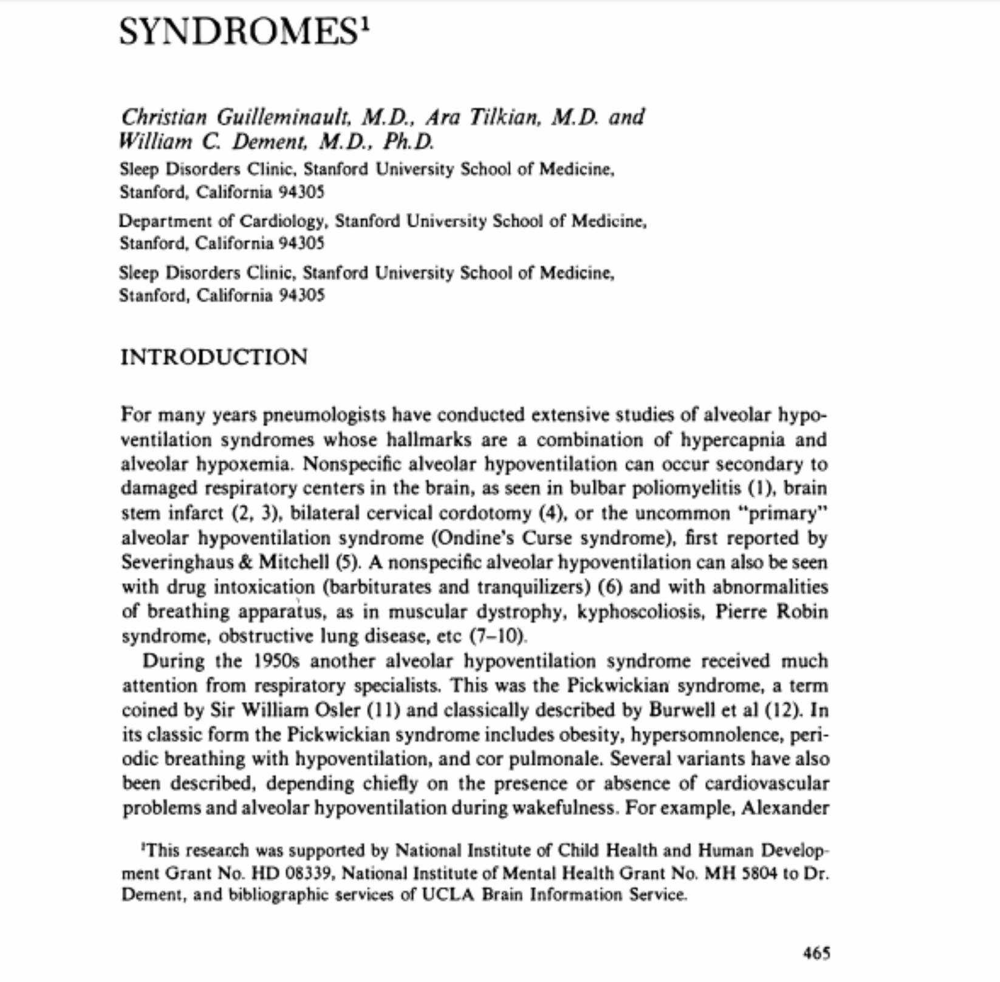 SYNDROMES¹
Christian Guilleminault, M.D., Ara Tilkian, M.D. and
William C. Dement, M.D., Ph.D.
Sleep Disorders Clinic, Stanford University School of Medicine,
Stanford, California 94305
Department of Cardiology, Stanford University School of Medicine,
Stanford, California 94305
Sleep Disorders Clinic, Stanford University School of Medicine,
Stanford, California 94305
INTRODUCTION
For many years pneumologists have conducted extensive studies of alveolar hypo-
ventilation syndromes whose hallmarks are a combination of hypercapnia and
alveolar hypoxemia. Nonspecific alveolar hypoventilation can occur secondary to
damaged respiratory centers in the brain, as seen in bulbar poliomyelitis (1), brain
stem infarct (2, 3), bilateral cervical cordotomy (4), or the uncommon “primary”
alveolar hypoventilation syndrome (Ondine's Curse syndrome), first reported by
Severinghaus & Mitchell (5). A nonspecific alveolar hypoventilation can also be seen
with drug intoxication (barbiturates and tranquilizers) (6) and with abnormalities
of breathing apparatus, as in muscular dystrophy, kyphoscoliosis, Pierre Robin
syndrome, obstructive lung disease, etc (7–10).
During the 1950s another alveolar hypoventilation syndrome received much
attention from respiratory specialists. This was the Pickwickian syndrome, a term
coined by Sir William Osler (11) and classically described by Burwell et al (12). In
its classic form the Pickwickian syndrome includes obesity, hypersomnolence, peri-
odic breathing with hypoventilation, and cor pulmonale. Several variants have also
been described, depending chiefly on the presence or absence of cardiovascular
problems and alveolar hypoventilation during wakefulness. For example, Alexander
¹This research was supported by National Institute of Child Health and Human Develop-
ment Grant No. HD 08339, National Institute of Mental Health Grant No. MH 5804 to Dr.
Dement, and bibliographic services of UCLA Brain Information Service.
465